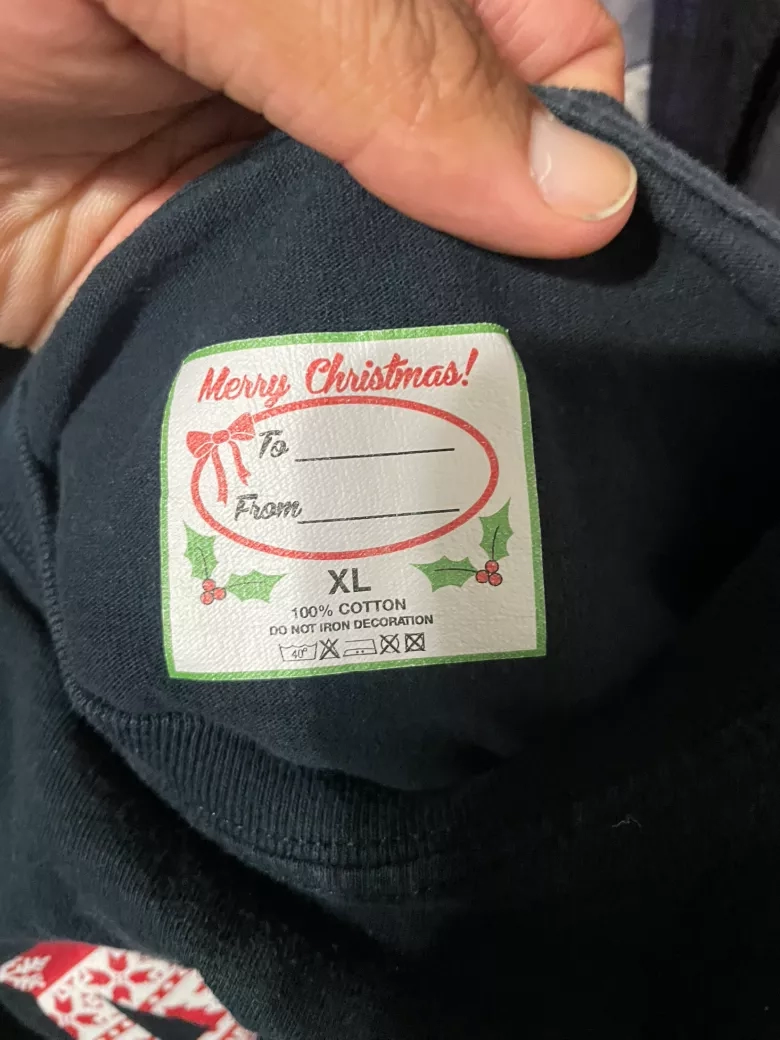 Merry Christmas!
To
From
XL
100% COTTON
DO NOT IRON DECORATION
40°